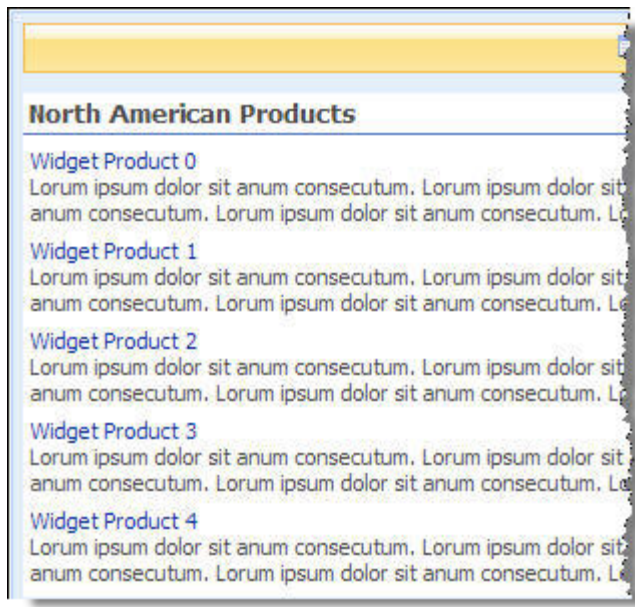 North American Products
Widget Product 0
Lorum ipsum dolor sit anum consecutum. Lorum ipsum dolor sit
anum consecutum. Lorum ipsum dolor sit anum consecutum.
Widget Product 1
Lorum ipsum dolor sit anum consecutum. Lorum ipsum dolor sit
anum consecutum. Lorum ipsum dolor sit anum consecutum.
Widget Product 2
Lorum ipsum dolor sit anum consecutum. Lorum ipsum dolor sit
anum consecutum. Lorum ipsum dolor sit anum consecutum.
Widget Product 3
Lorum ipsum dolor sit anum consecutum. Lorum ipsum dolor sit
anum consecutum. Lorum ipsum dolor sit anum consecutum.
Widget Product 4
Lorum ipsum dolor sit anum consecutum. Lorum ipsum dolor sit
anum consecutum. Lorum ipsum dolor sit anum consecutum.